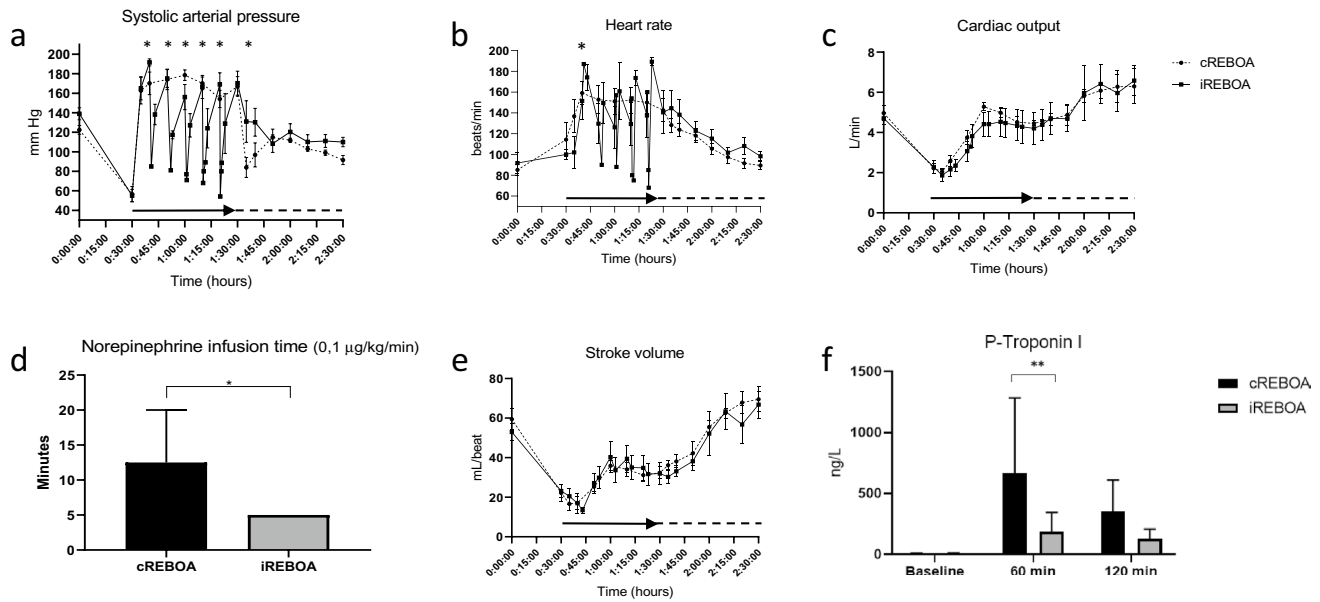 a
Systolic arterial pressure
* * * * * *
mm Hg
200
180
160
140
120
100
80
60
40
0:00:00 0:15:00 0:30:00 0:45:00 1:00:00 1:15:00 1:30:00 1:45:00 2:00:00 2:15:00 2:30:00
Time (hours)
b
Heart rate
*
beats/min
200
180
160
140
120
100
80
60
0:00:00 0:15:00 0:30:00 0:45:00 1:00:00 1:15:00 1:30:00 1:45:00 2:00:00 2:15:00 2:30:00
Time (hours)
c
Cardiac output
L/min
8
6
4
2
0
0:00:00 0:15:00 0:30:00 0:45:00 1:00:00 1:15:00 1:30:00 1:45:00 2:00:00 2:15:00 2:30:00
Time (hours)
cREBOA
iREBOA
d
Norepinephrine infusion time (0,1 µg/kg/min)
*
Minutes
25
20
15
10
5
0
cREBOA iREBOA
e
Stroke volume
mL/beat
80
60
40
20
0
0:00:00 0:15:00 0:30:00 0:45:00 1:00:00 1:15:00 1:30:00 1:45:00 2:00:00 2:15:00 2:30:00
Time (hours)
f
P-Troponin I
**
ng/L
1500
1000
500
0
Baseline 60 min 120 min
cREBOA
iREBOA